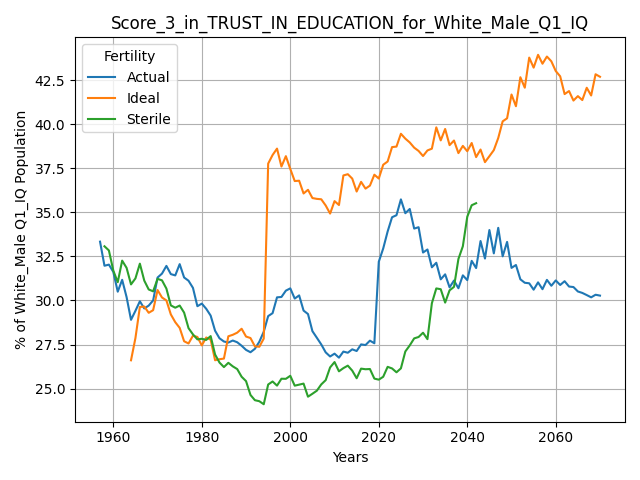 Score_3_in_TRUST_IN_EDUCATION_for_White_Male_Q1_IQ
Fertility
Actual
Ideal
Sterile
% of White_Male Q1_IQ Population
42.5
40.0
37.5
35.0
32.5
30.0
27.5
25.0
1960 1980 2000 2020 2040 2060
Years